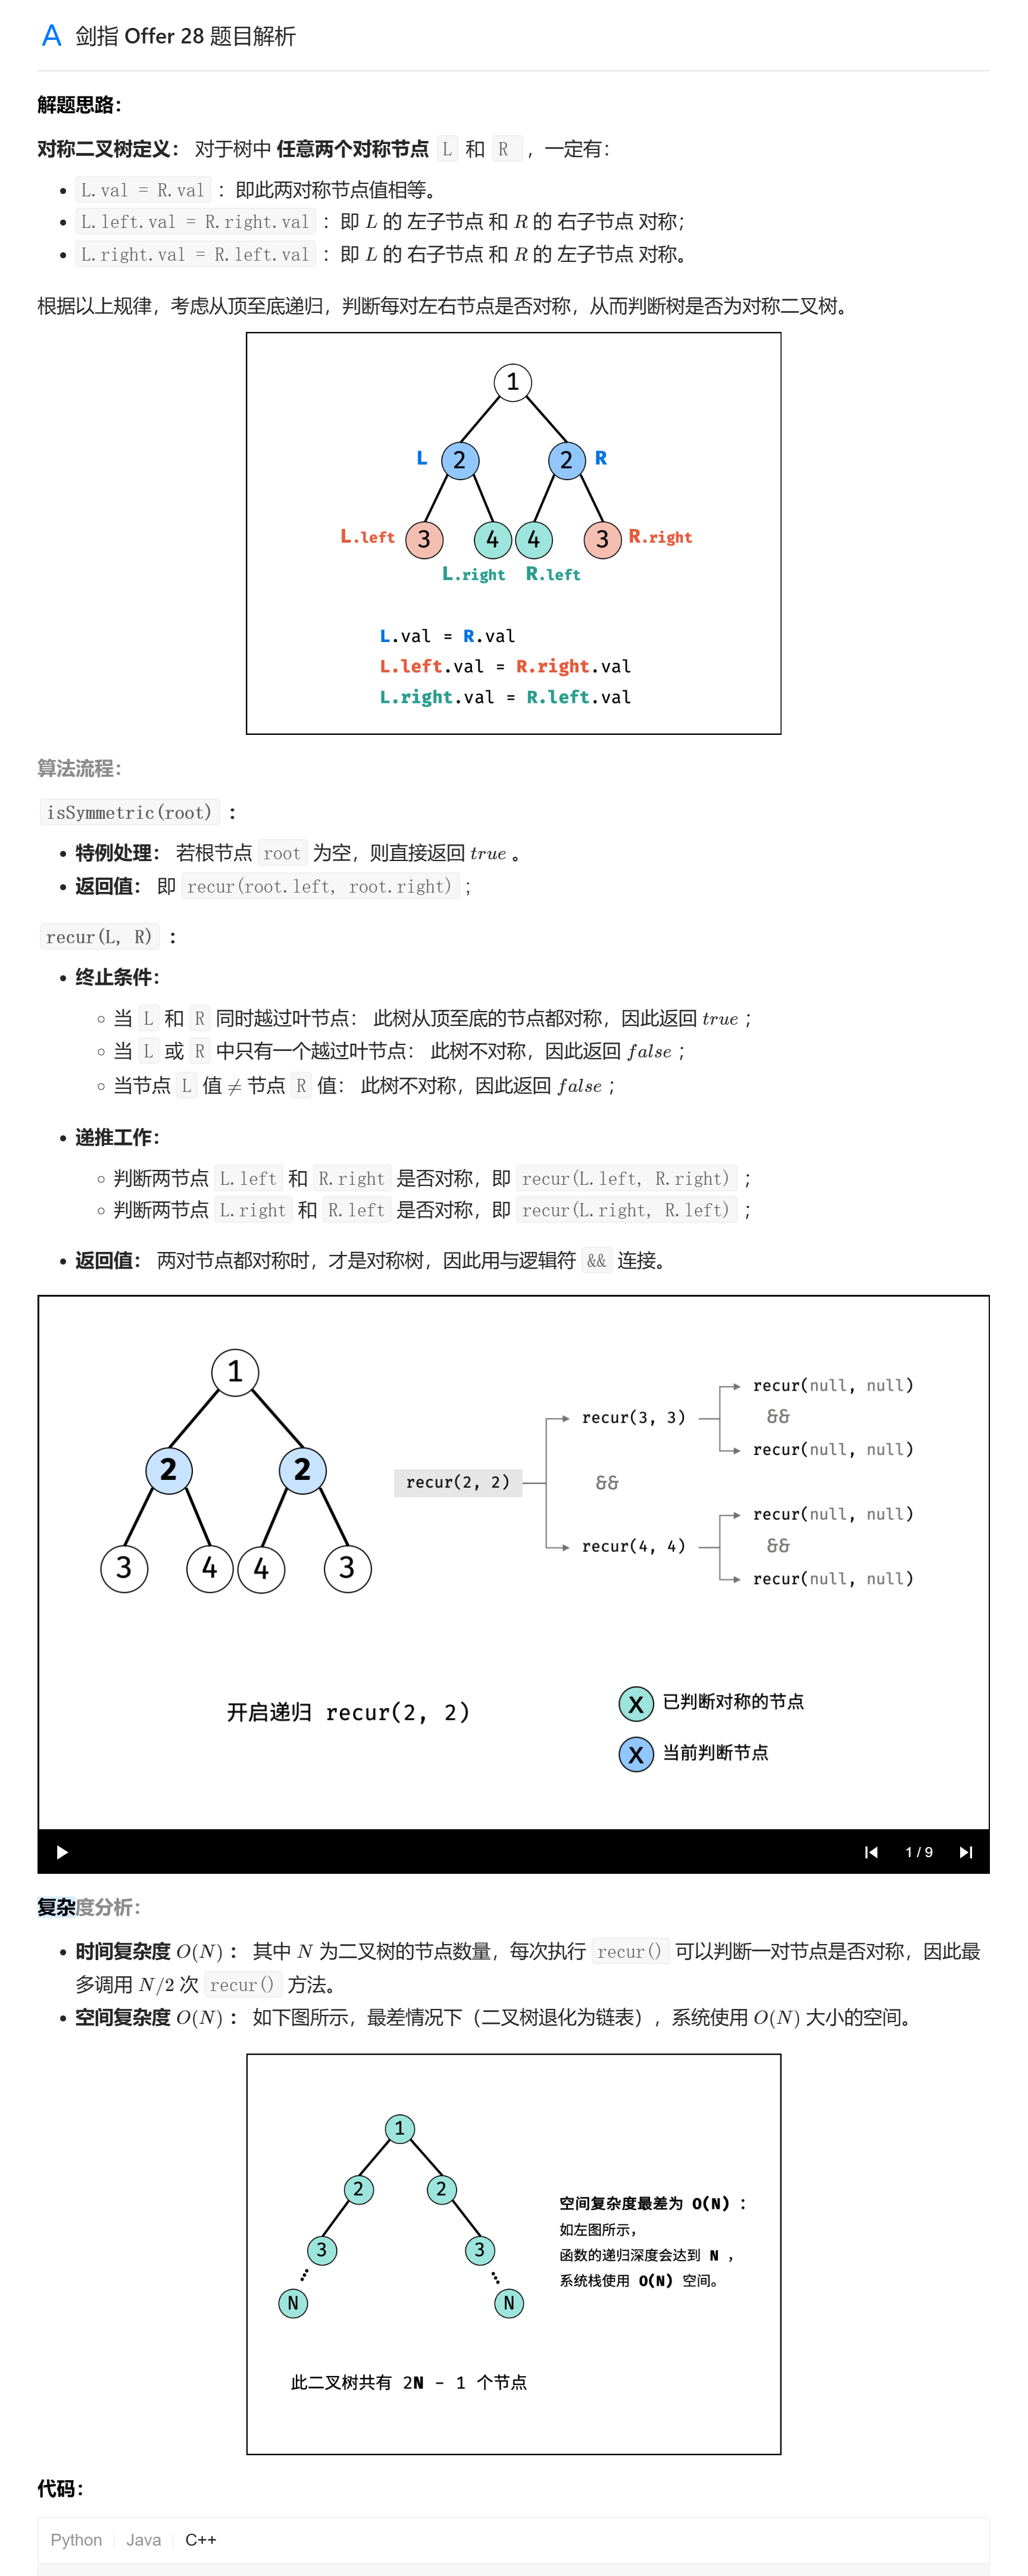 剑指 Offer 28 题目解析
解题思路：
对称二叉树定义： 对于树中 任意两个对称节点 L 和 R ，一定有：
L.val = R.val ：即此两对称节点值相等。
L.left.val = R.right.val ：即 L 的 左子节点 和 R 的 右子节点 对称；
L.right.val = R.left.val ：即 L 的 右子节点 和 R 的 左子节点 对称。
根据以上规律，考虑从顶至底递归，判断每对左右节点是否对称，从而判断树是否为对称二叉树。
1
L 2 2 R
L.left 3 4 4 3 R.right
L.right R.left
L.val = R.val
L.left.val = R.right.val
L.right.val = R.left.val
算法流程：
isSymmetric(root) ：
特例处理： 若根节点 root 为空，则直接返回 true 。
返回值： 即 recur(root.left, root.right) ；
recur(L, R) ：
终止条件：
当 L 和 R 同时越过叶节点： 此树从顶至底的节点都对称，因此返回 true ；
当 L 或 R 中只有一个越过叶节点： 此树不对称，因此返回 false ；
当节点 L 值 ≠ 节点 R 值： 此树不对称，因此返回 false ；
递推工作：
判断两节点 L.left 和 R.right 是否对称，即 recur(L.left, R.right) ；
判断两节点 L.right 和 R.left 是否对称，即 recur(L.right, R.left) ；
返回值： 两对节点都对称时，才是对称树，因此用与逻辑符 && 连接。
1
2 2
3 4 4 3
recur(2, 2)
recur(3, 3)
&&
recur(4, 4)
recur(null, null)
&&
recur(null, null)
recur(null, null)
&&
recur(null, null)
开启递归 recur(2, 2)
X 已判断对称的节点
X 当前判断节点
1 / 9
复杂度分析：
时间复杂度 O(N) ： 其中 N 为二叉树的节点数量，每次执行 recur() 可以判断一对节点是否对称，因此最
多调用 N/2 次 recur() 方法。
空间复杂度 O(N) ： 如下图所示，最差情况下（二叉树退化为链表），系统使用 O(N) 大小的空间。
1
2 2
3 3
N N
空间复杂度最差为 O(N) ：
如左图所示，
函数的递归深度会达到 N ，
系统栈使用 O(N) 空间。
此二叉树共有 2N - 1 个节点
代码：
Python Java C++